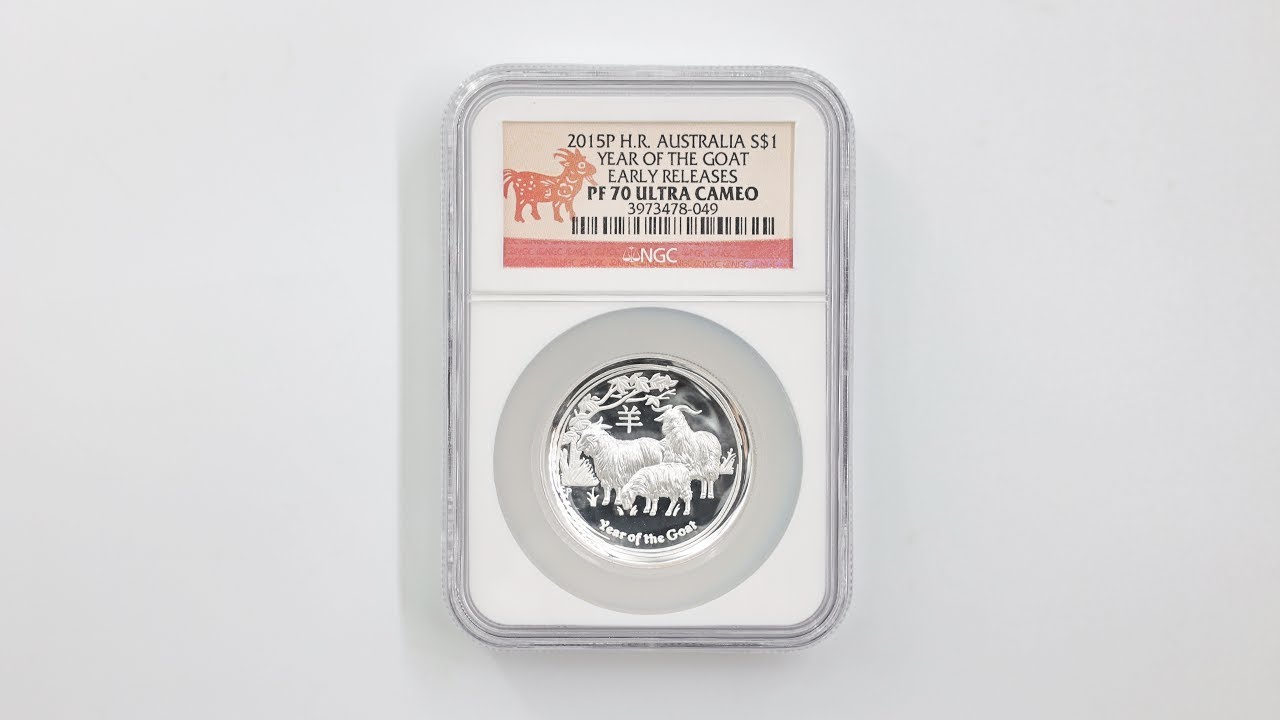 2015P H.R. AUSTRALIA S$1
YEAR OF THE GOAT
EARLY RELEASES
PF 70 ULTRA CAMEO
3973478-049
NGC
羊
Year of the Goat